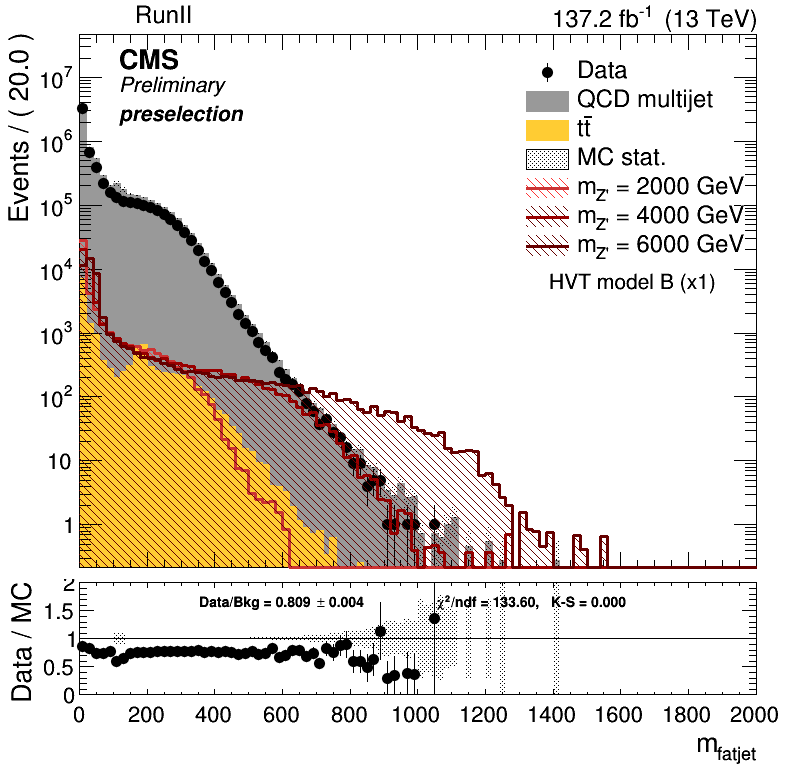 RunII
137.2 fb⁻¹ (13 TeV)
CMS
Preliminary
preselection
Data
QCD multijet
tt̄
MC stat.
m_Z' = 2000 GeV
m_Z' = 4000 GeV
m_Z' = 6000 GeV
HVT model B (x1)
Events / ( 20.0 )
10⁷
10⁶
10⁵
10⁴
10³
10²
10
1
Data / MC
2
1.5
1
0.5
0
Data/Bkg = 0.809 ± 0.004
χ²/ndf = 133.60, K-S = 0.000
0 200 400 600 800 1000 1200 1400 1600 1800 2000
m_fatjet